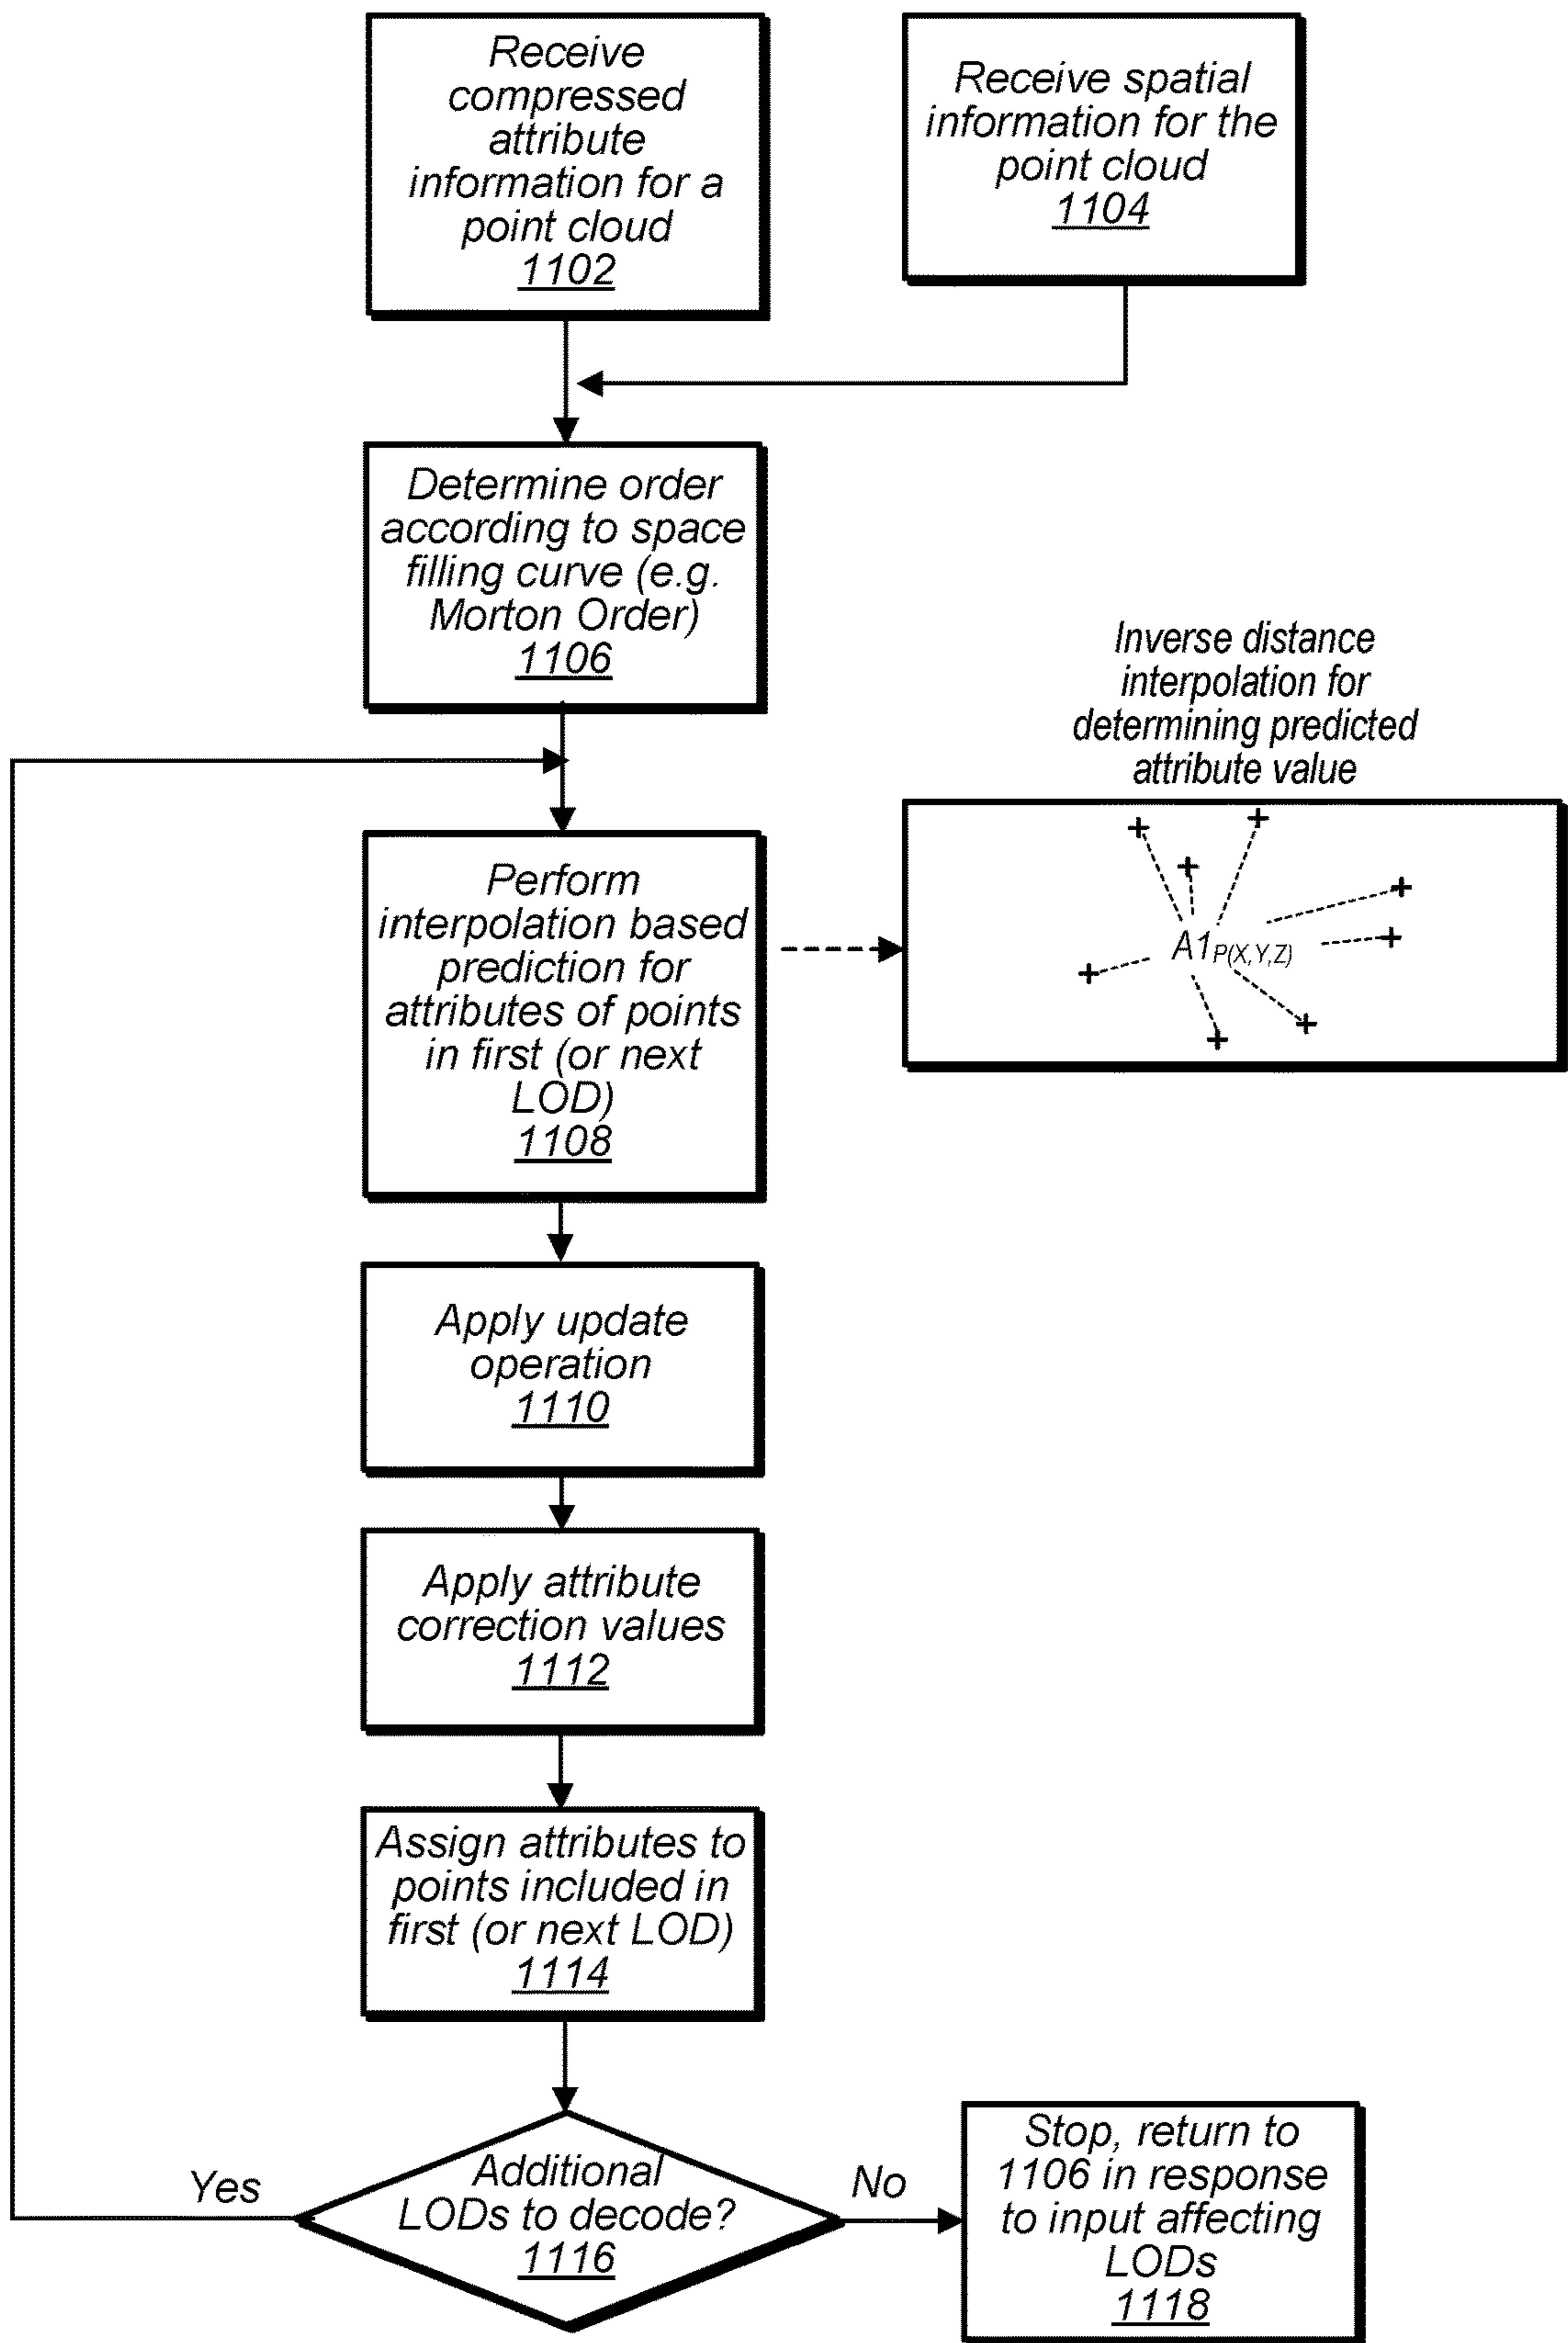 Receive
compressed
attribute
information for a
point cloud
1102
Receive spatial
information for the
point cloud
1104
Determine order
according to space
filling curve (e.g.
Morton Order)
1106
Inverse distance
interpolation for
determining predicted
attribute value
A1P(X,Y,Z)
Perform
interpolation based
prediction for
attributes of points
in first (or next
LOD)
1108
Apply update
operation
1110
Apply attribute
correction values
1112
Assign attributes to
points included in
first (or next LOD)
1114
Additional
LODs to decode?
1116
Yes
No
Stop, return to
1106 in response
to input affecting
LODs
1118